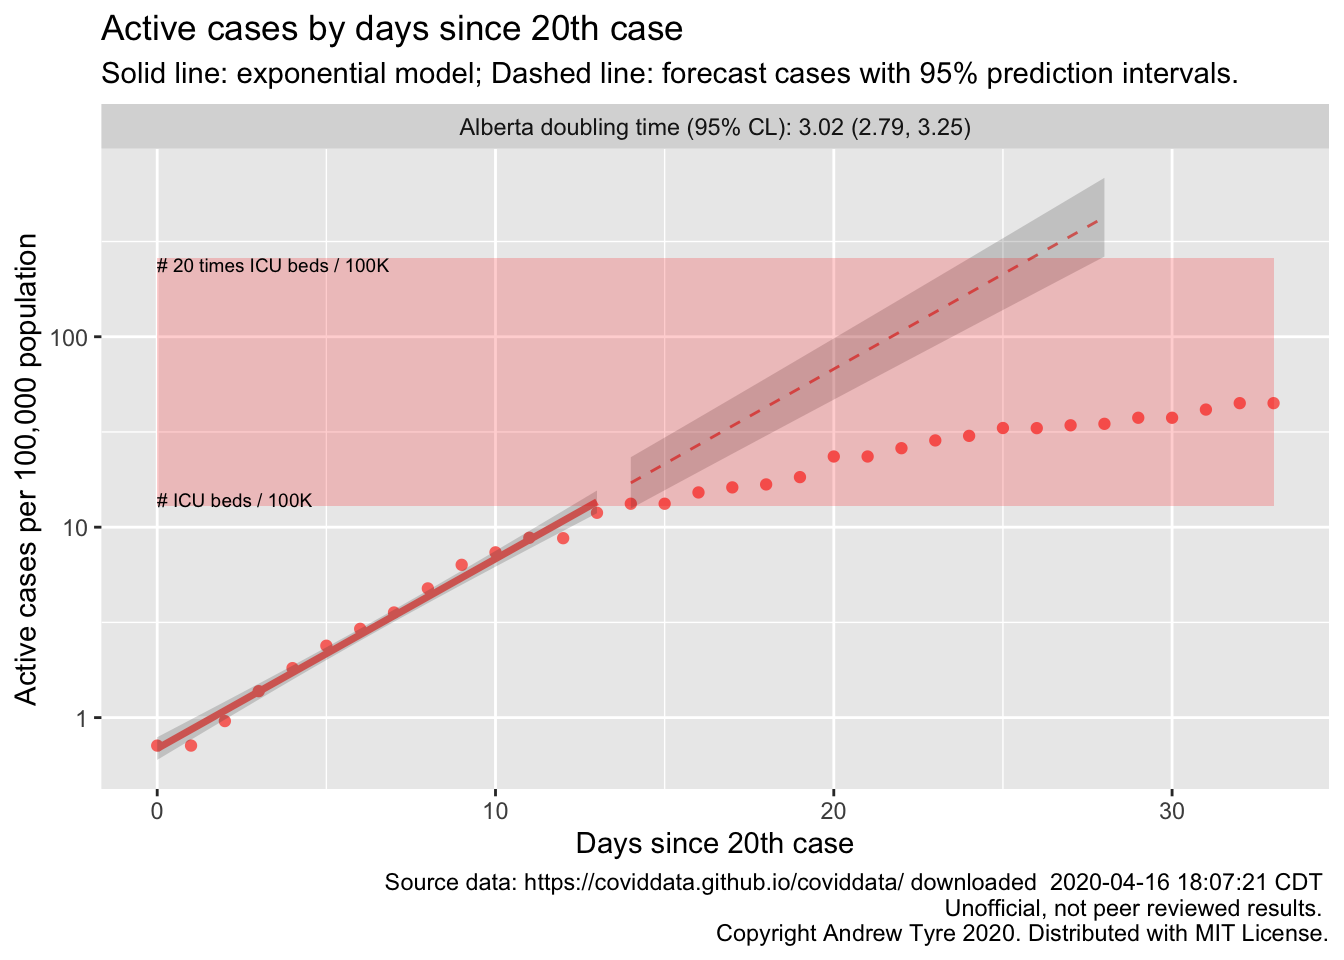 Active cases by days since 20th case
Solid line: exponential model; Dashed line: forecast cases with 95% prediction intervals.
Alberta doubling time (95% CL): 3.02 (2.79, 3.25)
Active cases per 100,000 population
100
10
1
# 20 times ICU beds / 100K
# ICU beds / 100K
0
10
20
30
Days since 20th case
Source data: https://coviddata.github.io/coviddata/ downloaded  2020-04-16 18:07:21 CDT
Unofficial, not peer reviewed results.
Copyright Andrew Tyre 2020. Distributed with MIT License.